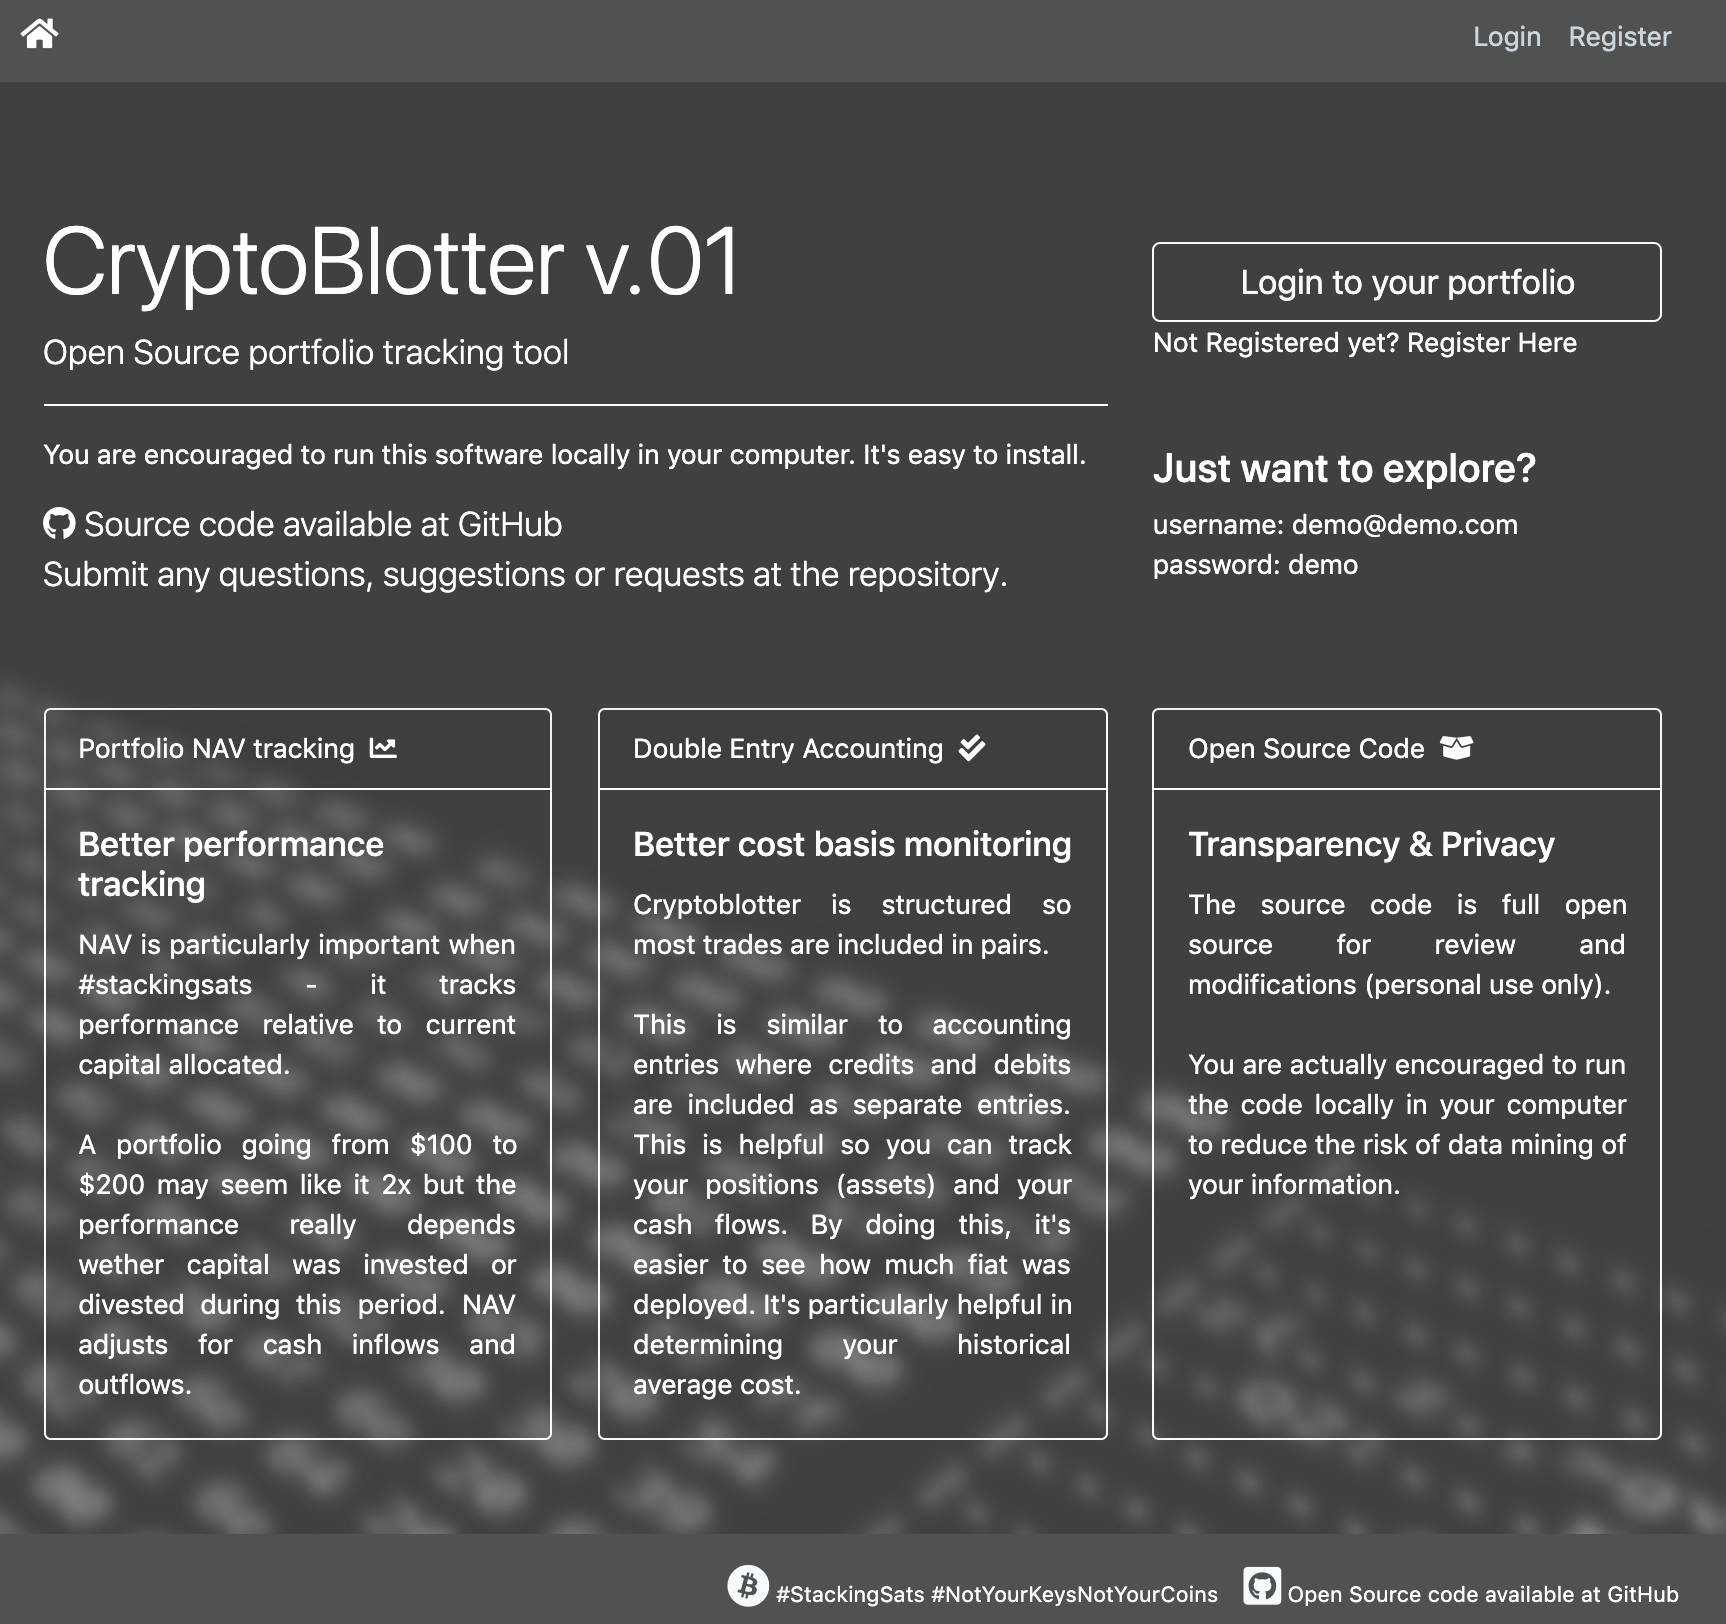 Login Register
CryptoBlotter v.01
Open Source portfolio tracking tool
You are encouraged to run this software locally in your computer. It's easy to install.
Source code available at GitHub
Submit any questions, suggestions or requests at the repository.
Login to your portfolio
Not Registered yet? Register Here
Just want to explore?
username: demo@demo.com
password: demo
Portfolio NAV tracking
Better performance
tracking
NAV is particularly important when
#stackingsats - it tracks
performance relative to current
capital allocated.
A portfolio going from $100 to
$200 may seem like it 2x but the
performance really depends
wether capital was invested or
divested during this period. NAV
adjusts for cash inflows and
outflows.
Double Entry Accounting
Better cost basis monitoring
Cryptoblotter is structured so
most trades are included in pairs.
This is similar to accounting
entries where credits and debits
are included as separate entries.
This is helpful so you can track
your positions (assets) and your
cash flows. By doing this, it's
easier to see how much fiat was
deployed. It's particularly helpful in
determining your historical
average cost.
Open Source Code
Transparency & Privacy
The source code is full open
source for review and
modifications (personal use only).
You are actually encouraged to run
the code locally in your computer
to reduce the risk of data mining of
your information.
#StackingSats #NotYourKeysNotYourCoins
Open Source code available at GitHub